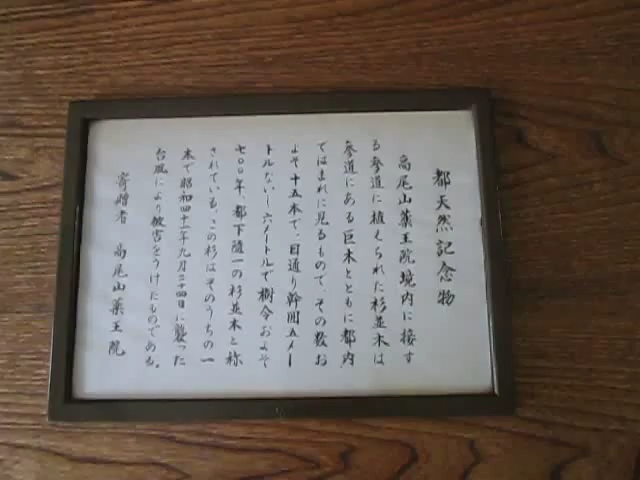 都天然記念物
高尾山薬王院境内に接す
る参道に植えられた杉並木は
参道にある巨木とともに都内
ではまれに見るもので、その数お
よそ十五本で、目通り幹囲五メー
トルないし六メートルで樹令およそ
七〇〇年、都下随一の杉並木と称
されている。この杉はそのうちの一
木で昭和四十一年九月二十四日に襲った
台風により被害をうけたものである。
寄贈者 高尾山薬王院